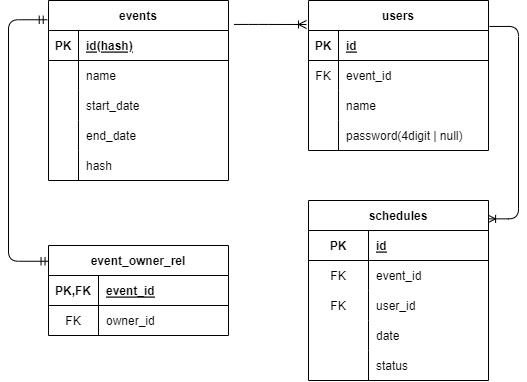 events
PK id(hash)
name
start_date
end_date
hash
users
PK id
FK event_id
name
password(4digit | null)
event_owner_rel
PK,FK event_id
FK owner_id
schedules
PK id
FK event_id
FK user_id
date
status